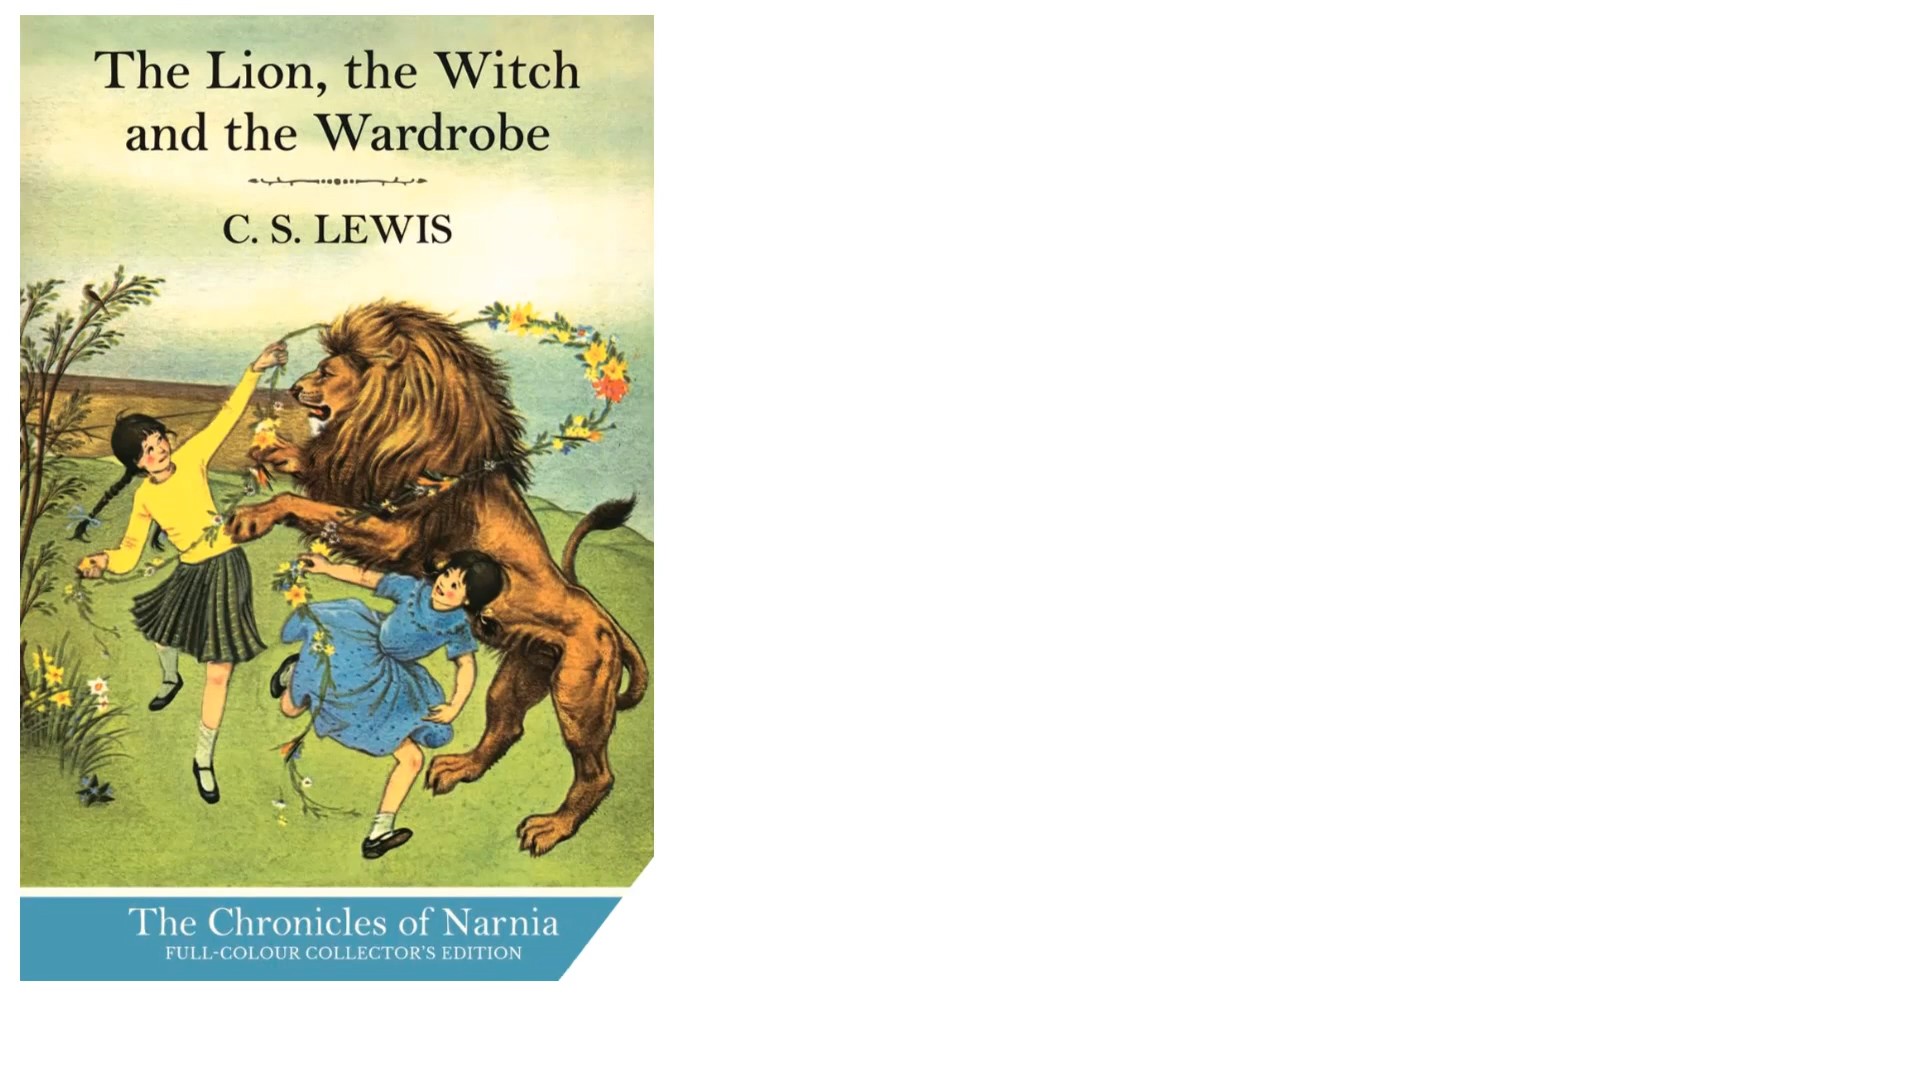 The Lion, the Witch
and the Wardrobe
C. S. LEWIS
The Chronicles of Narnia
FULL-COLOUR COLLECTOR'S EDITION